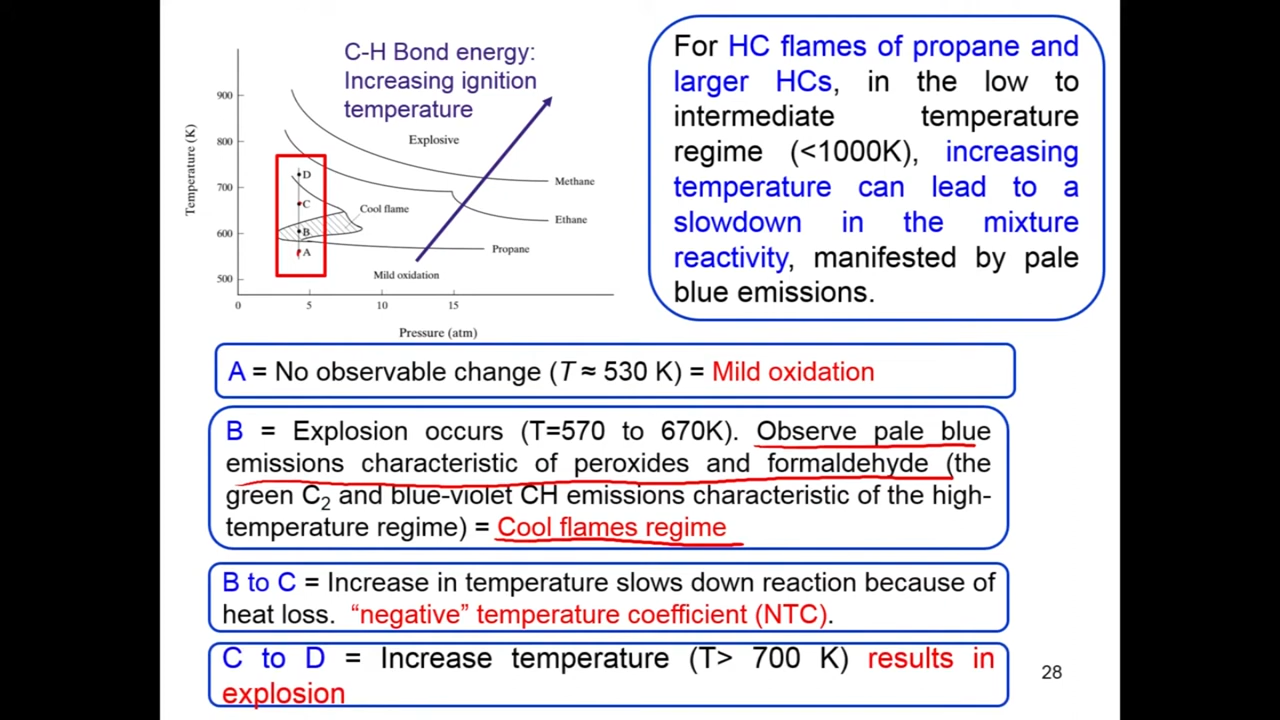 C-H Bond energy:
Increasing ignition
temperature
900
800
700
600
500
Temperature (K)
Explosive
Methane
D
C
Cool flame
Ethane
B
A
Propane
Mild oxidation
0
5
10
15
Pressure (atm)
For HC flames of propane and
larger HCs, in the low to
intermediate temperature
regime (<1000K), increasing
temperature can lead to a
slowdown in the mixture
reactivity, manifested by pale
blue emissions.
A = No observable change (T ≈ 530 K) = Mild oxidation
B = Explosion occurs (T=570 to 670K). Observe pale blue
emissions characteristic of peroxides and formaldehyde (the
green C2 and blue-violet CH emissions characteristic of the high-
temperature regime) = Cool flames regime
B to C = Increase in temperature slows down reaction because of
heat loss. “negative” temperature coefficient (NTC).
C to D = Increase temperature (T> 700 K) results in
explosion
28